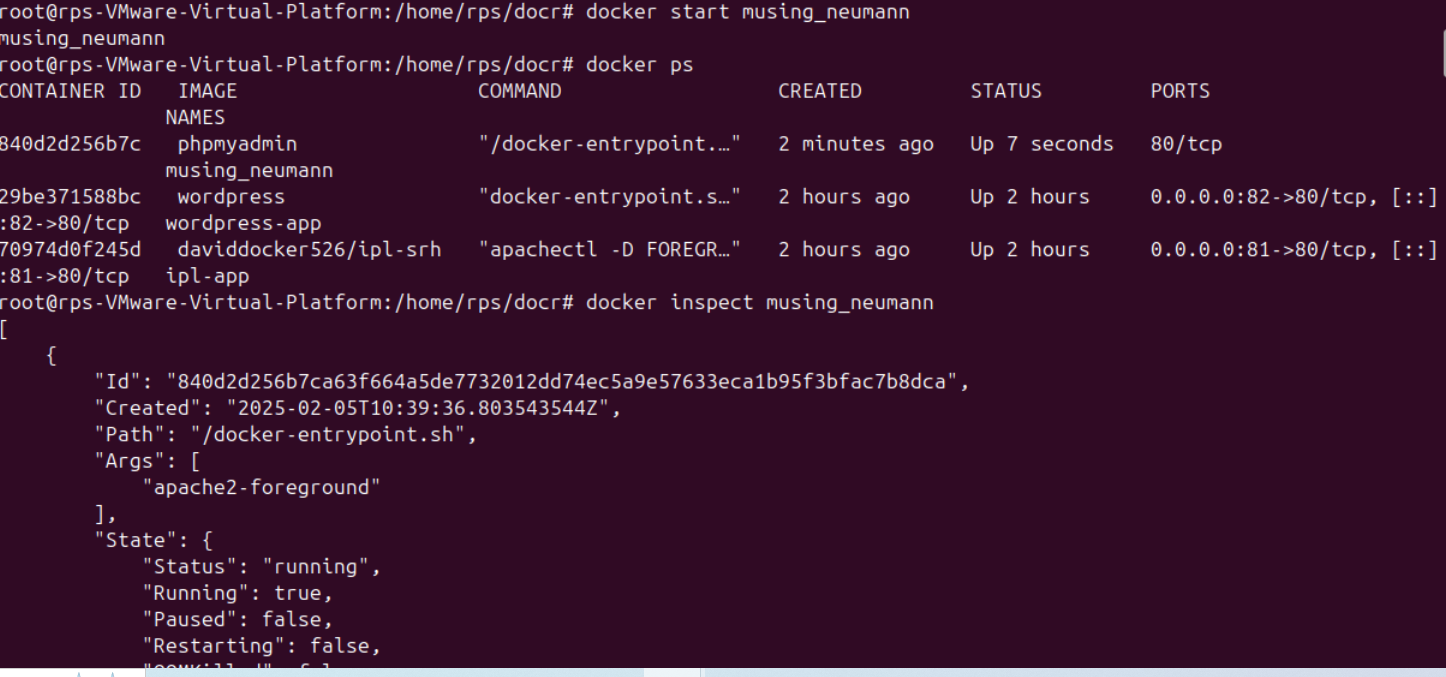 root@rps-VMware-Virtual-Platform:/home/rps/docr# docker start musing_neumann
musing_neumann
root@rps-VMware-Virtual-Platform:/home/rps/docr# docker ps
CONTAINER ID   IMAGE                    COMMAND                  CREATED         STATUS         PORTS
              NAMES
840d2d256b7c   phpmyadmin               "/docker-entrypoint.…"   2 minutes ago   Up 7 seconds   80/tcp
              musing_neumann
29be371588bc   wordpress                "docker-entrypoint.s…"   2 hours ago     Up 2 hours     0.0.0.0:82->80/tcp, [::]
:82->80/tcp   wordpress-app
70974d0f245d   daviddocker526/ipl-srh   "apachectl -D FOREGR…"   2 hours ago     Up 2 hours     0.0.0.0:81->80/tcp, [::]
:81->80/tcp   ipl-app
root@rps-VMware-Virtual-Platform:/home/rps/docr# docker inspect musing_neumann
[
    {
        "Id": "840d2d256b7ca63f664a5de7732012dd74ec5a9e57633eca1b95f3bfac7b8dca",
        "Created": "2025-02-05T10:39:36.803543544Z",
        "Path": "/docker-entrypoint.sh",
        "Args": [
            "apache2-foreground"
        ],
        "State": {
            "Status": "running",
            "Running": true,
            "Paused": false,
            "Restarting": false,